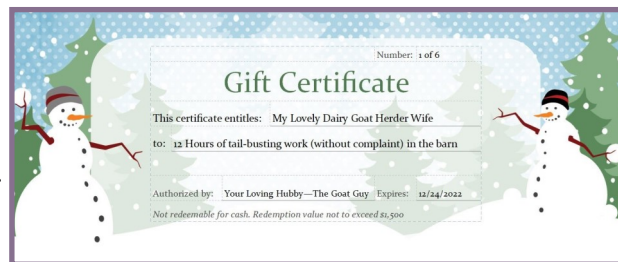 Number: 1 of 6
Gift Certificate
This certificate entitles: My Lovely Dairy Goat Herder Wife
to: 12 Hours of tail-busting work (without complaint) in the barn
Authorized by: Your Loving Hubby—The Goat Guy Expires: 12/24/2022
Not redeemable for cash. Redemption value not to exceed $1,500